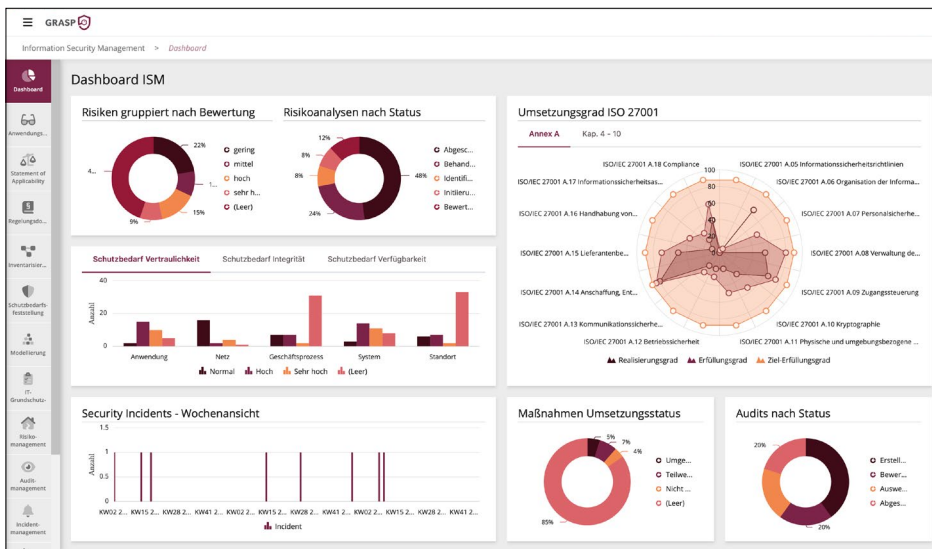 GRASP
Information Security Management > Dashboard
Dashboard
Anwendungs...
Statement of
Applicability
Regelungsdo...
Inventarisier...
Schutzbedarfs-
feststellung
Modellierung
IT-
Grundschutz-
Risiko-
management
Audit-
management
Incident-
management
Dashboard ISM
Risiken gruppiert nach Bewertung
22%
1...
15%
9%
4...
gering
mittel
hoch
sehr h...
(Leer)
Risikoanalysen nach Status
12%
8%
8%
24%
48%
Abgesc...
Behand...
Identifi...
Initiieru...
Bewert...
Umsetzungsgrad ISO 27001
Annex A Kap. 4 – 10
ISO/IEC 27001 A.18 Compliance
ISO/IEC 27001 A.05 Informationssicherheitsrichtlinien
ISO/IEC 27001 A.17 Informationssicherheitsas...
ISO/IEC 27001 A.06 Organisation der Informa...
ISO/IEC 27001 A.16 Handhabung von...
ISO/IEC 27001 A.07 Personalsicherhe...
ISO/IEC 27001 A.15 Lieferantenbe...
ISO/IEC 27001 A.08 Verwaltung de...
ISO/IEC 27001 A.14 Anschaffung, Ent...
ISO/IEC 27001 A.09 Zugangssteuerung
ISO/IEC 27001 A.13 Kommunikationssicherhe...
ISO/IEC 27001 A.10 Kryptographie
ISO/IEC 27001 A.12 Betriebssicherheit
ISO/IEC 27001 A.11 Physische und umgebungsbezogene ...
100
80
60
40
20
0
Realisierungsgrad Erfüllungsgrad Ziel-Erfüllungsgrad
Schutzbedarf Vertraulichkeit Schutzbedarf Integrität Schutzbedarf Verfügbarkeit
Anzahl
40
20
0
Anwendung Netz Geschäftsprozess System Standort
Normal Hoch Sehr hoch (Leer)
Security Incidents - Wochenansicht
Anzahl
1.5
1
0.5
0
KW02 2... KW15 2... KW28 2... KW41 2... KW02 2... KW15 2... KW28 2... KW41 2... KW02 2... KW15 2... KW28 2... KW41 2...
Incident
Maßnahmen Umsetzungsstatus
5%
7%
4%
85%
Umge...
Teilwe...
Nicht ...
(Leer)
Audits nach Status
20%
20%
Erstell...
Bewer...
Auswe...
Abges...